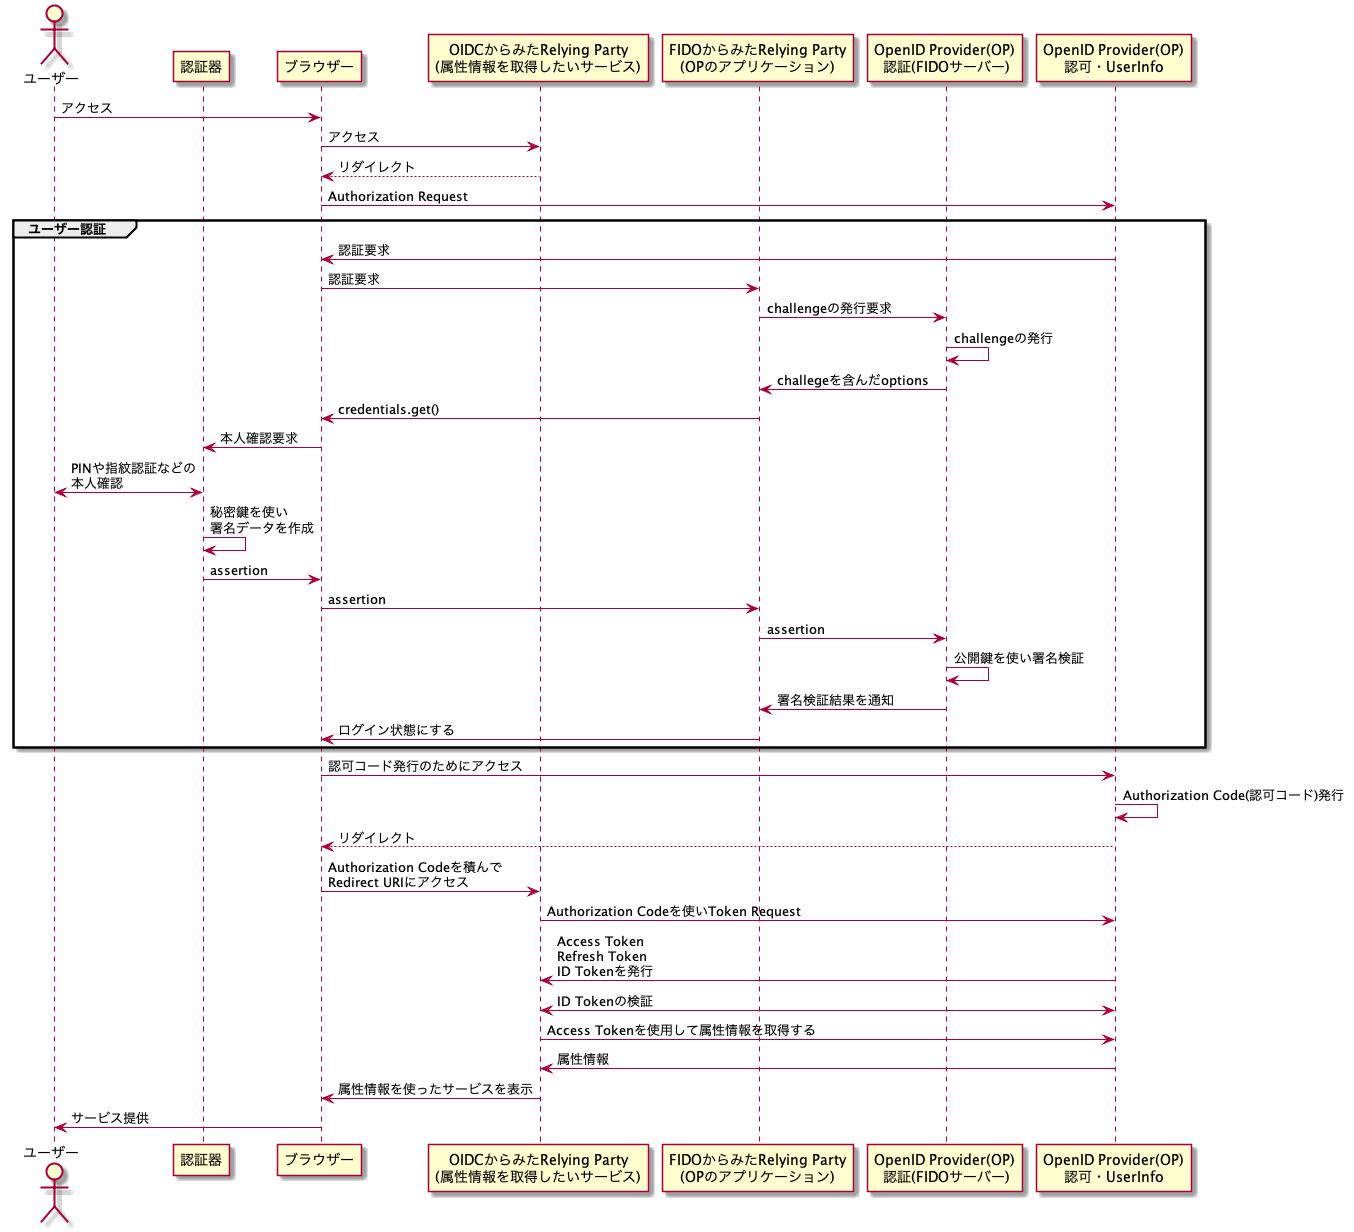 ユーザー
認証器
ブラウザー
OIDCからみたRelying Party
(属性情報を取得したいサービス)
FIDOからみたRelying Party
(OPのアプリケーション)
OpenID Provider(OP)
認証(FIDOサーバー)
OpenID Provider(OP)
認可・UserInfo
アクセス
アクセス
リダイレクト
Authorization Request
ユーザー認証
認証要求
認証要求
challengeの発行要求
challengeの発行
challegeを含んだoptions
credentials.get()
本人確認要求
PINや指紋認証などの
本人確認
秘密鍵を使い
署名データを作成
assertion
assertion
assertion
公開鍵を使い署名検証
署名検証結果を通知
ログイン状態にする
認可コード発行のためにアクセス
Authorization Code(認可コード)発行
リダイレクト
Authorization Codeを積んで
Redirect URIにアクセス
Authorization Codeを使いToken Request
Access Token
Refresh Token
ID Tokenを発行
ID Tokenの検証
Access Tokenを使用して属性情報を取得する
属性情報
属性情報を使ったサービスを表示
サービス提供
ユーザー
認証器
ブラウザー
OIDCからみたRelying Party
(属性情報を取得したいサービス)
FIDOからみたRelying Party
(OPのアプリケーション)
OpenID Provider(OP)
認証(FIDOサーバー)
OpenID Provider(OP)
認可・UserInfo